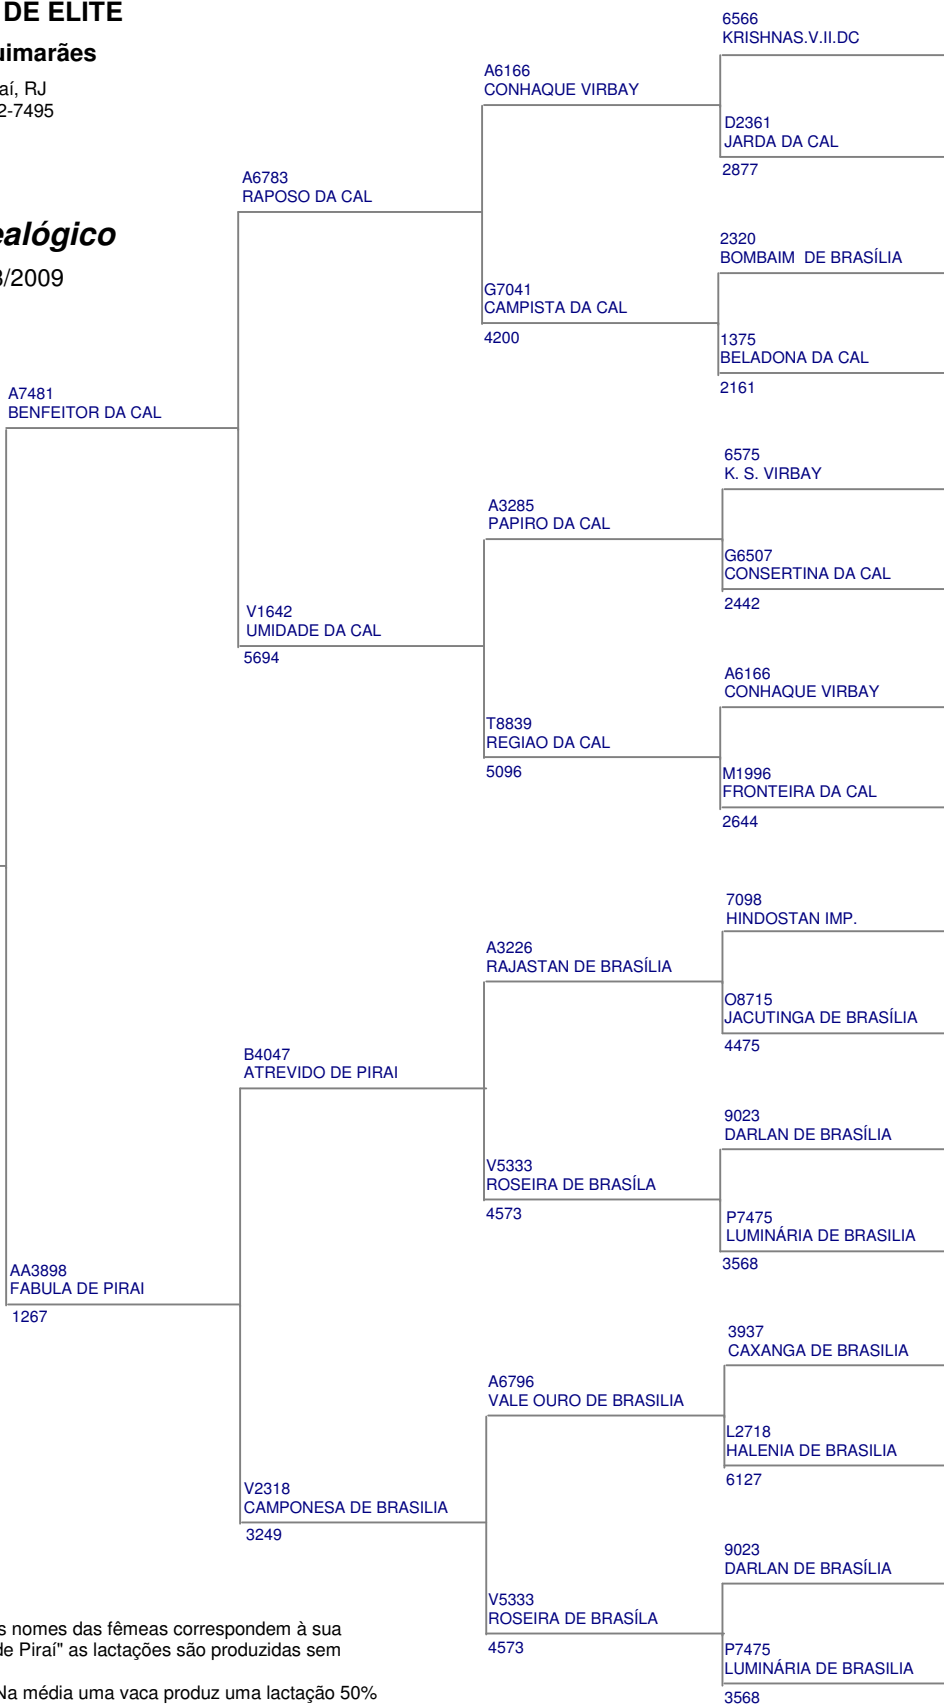 DE ELITE
uimarães
aí, RJ
2-7495
ealógico
3/2009
A7481
BENFEITOR DA CAL
AA3898
FABULA DE PIRAI
1267
A6783
RAPOSO DA CAL
V1642
UMIDADE DA CAL
5694
B4047
ATREVIDO DE PIRAI
V2318
CAMPONESA DE BRASILIA
3249
A6166
CONHAQUE VIRBAY
G7041
CAMPISTA DA CAL
4200
A3285
PAPIRO DA CAL
T8839
REGIAO DA CAL
5096
A3226
RAJASTAN DE BRASÍLIA
V5333
ROSEIRA DE BRASÍLA
4573
A6796
VALE OURO DE BRASILIA
V5333
ROSEIRA DE BRASÍLA
4573
6566
KRISHNAS.V.II.DC
D2361
JARDA DA CAL
2877
2320
BOMBAIM  DE BRASÍLIA
1375
BELADONA DA CAL
2161
6575
K. S. VIRBAY
G6507
CONSERTINA DA CAL
2442
A6166
CONHAQUE VIRBAY
M1996
FRONTEIRA DA CAL
2644
7098
HINDOSTAN IMP.
O8715
JACUTINGA DE BRASÍLIA
4475
9023
DARLAN DE BRASÍLIA
P7475
LUMINÁRIA DE BRASILIA
3568
3937
CAXANGA DE BRASILIA
L2718
HALENIA DE BRASILIA
6127
9023
DARLAN DE BRASÍLIA
P7475
LUMINÁRIA DE BRASILIA
3568
s nomes das fêmeas correspondem à sua
de Piraí" as lactações são produzidas sem
Na média uma vaca produz uma lactação 50%